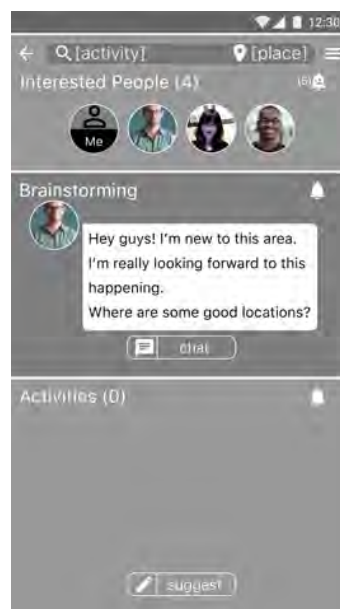 12:30
[activity] [place]
Interested People (4) (6)
Me
Brainstorming
Hey guys! I'm new to this area.
I'm really looking forward to this
happening.
Where are some good locations?
chat
Activities (0)
suggest